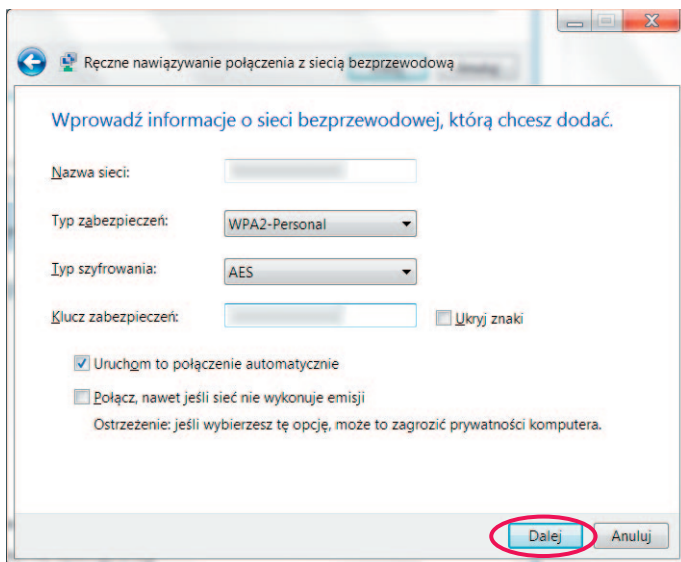 Ręczne nawiązywanie połączenia z siecią bezprzewodową
Wprowadź informacje o sieci bezprzewodowej, którą chcesz dodać.
Nazwa sieci:
Typ zabezpieczeń: WPA2-Personal
Typ szyfrowania: AES
Klucz zabezpieczeń: Ukryj znaki
Uruchom to połączenie automatycznie
Połącz, nawet jeśli sieć nie wykonuje emisji
Ostrzeżenie: jeśli wybierzesz tę opcję, może to zagrozić prywatności komputera.
Dalej Anuluj